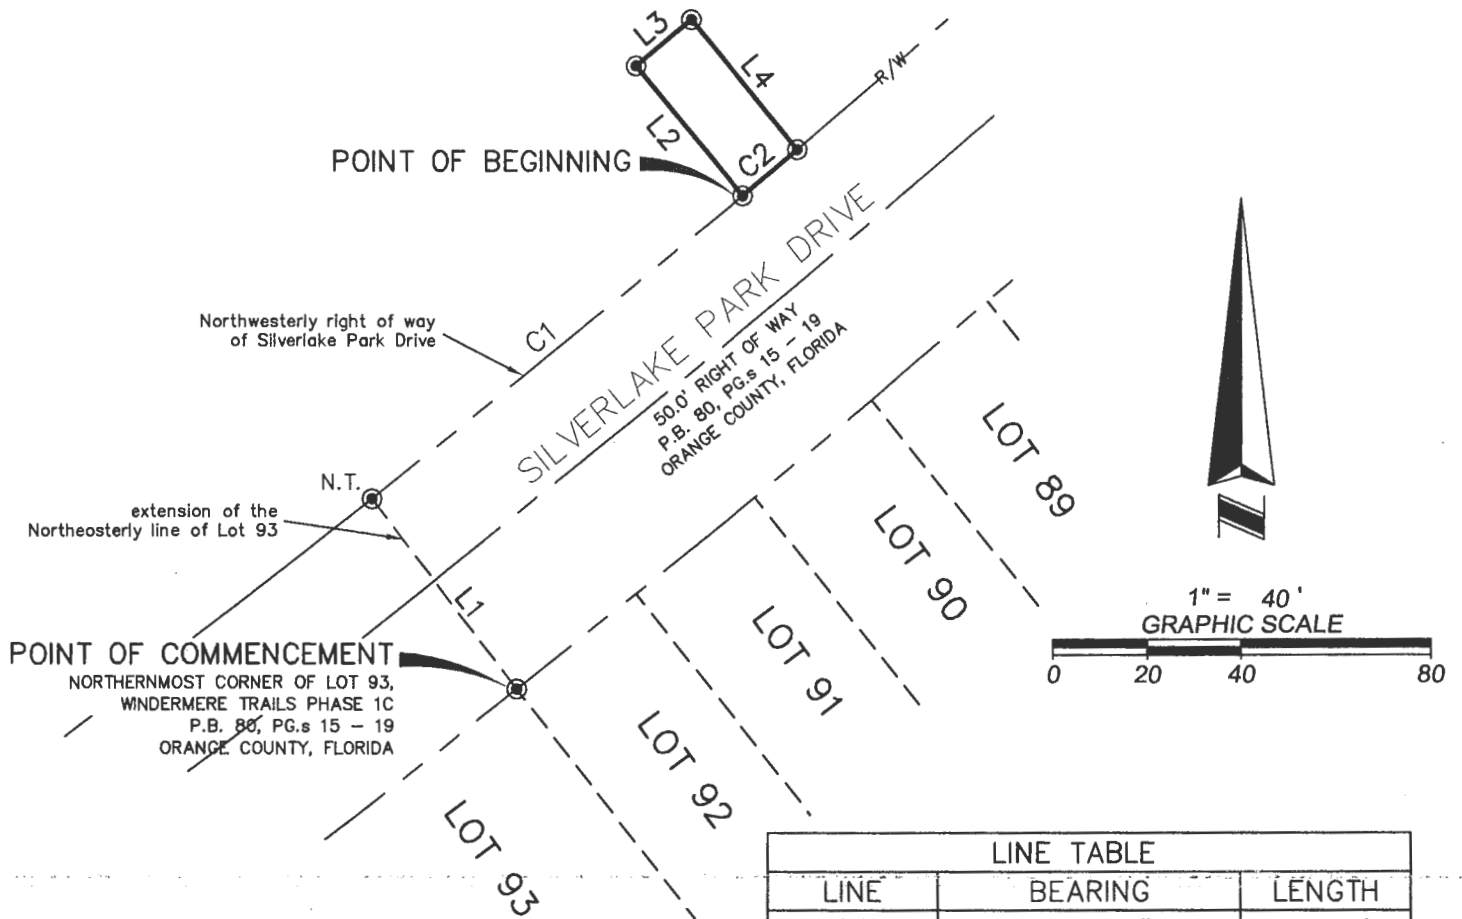 L3
L4
R/W
L2
C2
POINT OF BEGINNING
Northwesterly right of way
of Silverlake Park Drive
C1
SILVERLAKE PARK DRIVE
50.0' RIGHT OF WAY
P.B. 80, PG.s 15 - 19
ORANGE COUNTY, FLORIDA
N.T.
extension of the
Northeosterly line of Lot 93
L1
POINT OF COMMENCEMENT
NORTHERNMOST CORNER OF LOT 93,
WINDERMERE TRAILS PHASE 1C
P.B. 80, PG.s 15 - 19
ORANGE COUNTY, FLORIDA
LOT 89
LOT 90
LOT 91
LOT 92
LOT 93
N
1" = 40 '
GRAPHIC SCALE
0 20 40 80
LINE TABLE
LINE BEARING LENGTH